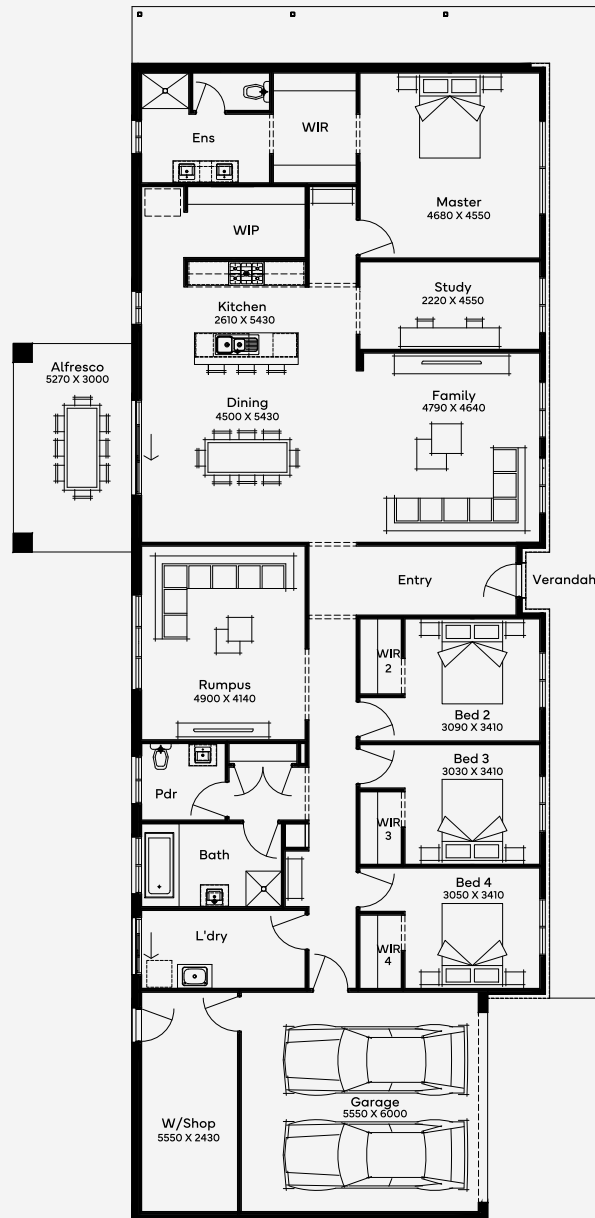 WIR
Ens
Master
4680 X 4550
WIP
Study
2220 X 4550
Kitchen
2610 X 5430
Alfresco
5270 X 3000
Dining
4500 X 5430
Family
4790 X 4640
Entry
Verandah
WIR
2
Rumpus
4900 X 4140
Bed 2
3090 X 3410
Bed 3
3030 X 3410
Pdr
WIR
3
Bath
Bed 4
3050 X 3410
L'dry
WIR
4
Garage
5550 X 6000
W/Shop
5550 X 2430